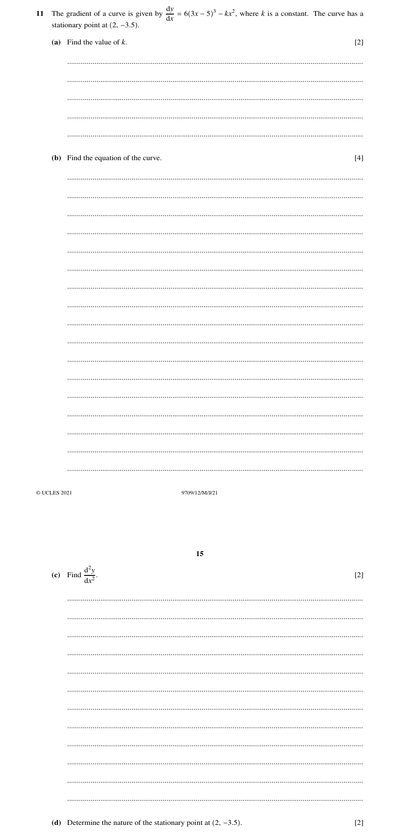 11 The gradient of a curve is given by dy/dx = 6(3x − 5)³ − kx², where k is a constant. The curve has a
stationary point at (2, −3.5).
(a) Find the value of k. [2]
(b) Find the equation of the curve. [4]
© UCLES 2021 9709/12/M/J/21
15
(c) Find d²y/dx². [2]
(d) Determine the nature of the stationary point at (2, −3.5). [2]